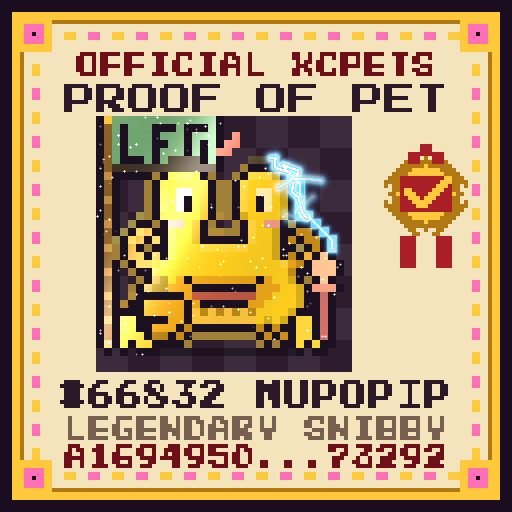 OFFICIAL XCPETS
PROOF OF PET
LFG
#66832 NUPOPIP
LEGENDARY SNIBBY
A1694950...73292